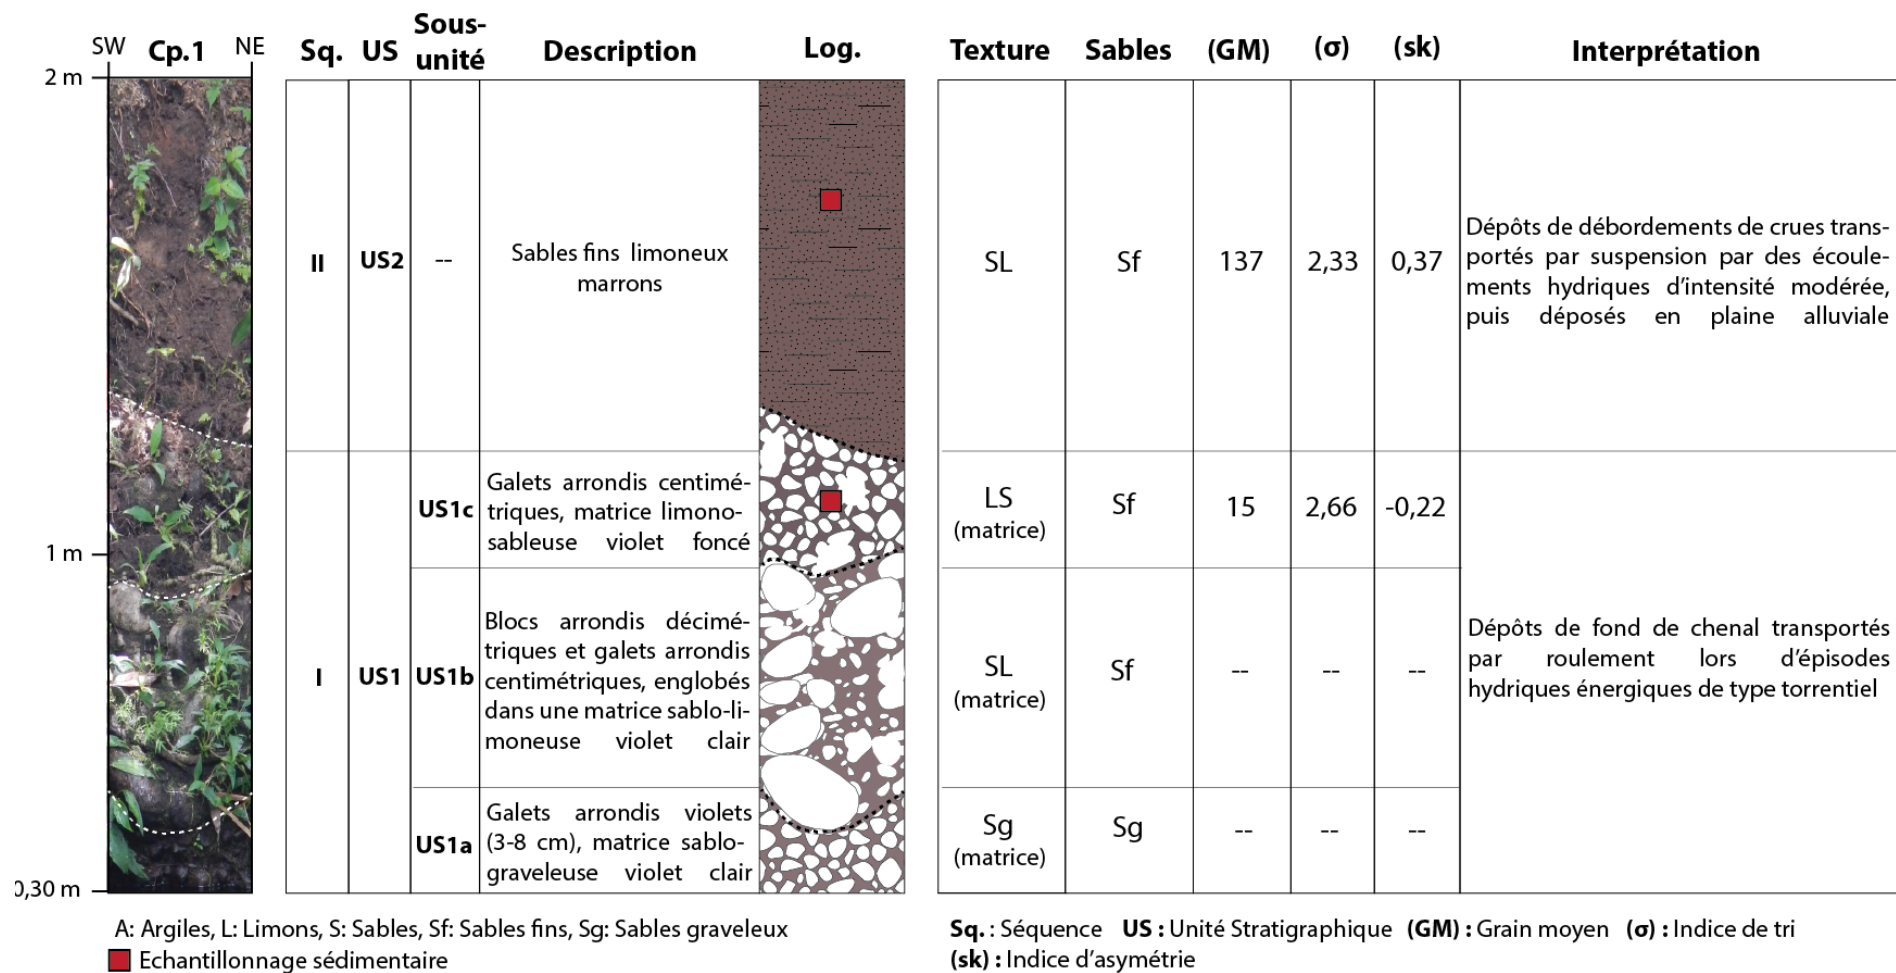 SW Cp.1 NE
Sq. US Sous-
unité Description Log. Texture Sables (GM) (σ) (sk) Interprétation
2 m
1 m
0,30 m
II US2 --
Sables fins limoneux
marrons
SL Sf 137 2,33 0,37
Dépôts de débordements de crues trans-
portés par suspension par des écoule-
ments hydriques d'intensité modérée,
puis déposés en plaine alluviale
I US1
US1c
Galets arrondis centimé-
triques, matrice limono-
sableuse violet foncé
LS
(matrice)
Sf 15 2,66 -0,22
US1b
Blocs arrondis décimé-
triques et galets arrondis
centimétriques, englobés
dans une matrice sablo-li-
moneuse violet clair
SL
(matrice)
Sf -- -- --
Dépôts de fond de chenal transportés
par roulement lors d'épisodes
hydriques énergiques de type torrentiel
US1a
Galets arrondis violets
(3-8 cm), matrice sablo-
graveleuse violet clair
Sg
(matrice)
Sg -- -- --
A: Argiles, L: Limons, S: Sables, Sf: Sables fins, Sg: Sables graveleux
Echantillonnage sédimentaire
Sq. : Séquence US : Unité Stratigraphique (GM) : Grain moyen (σ) : Indice de tri
(sk) : Indice d'asymétrie